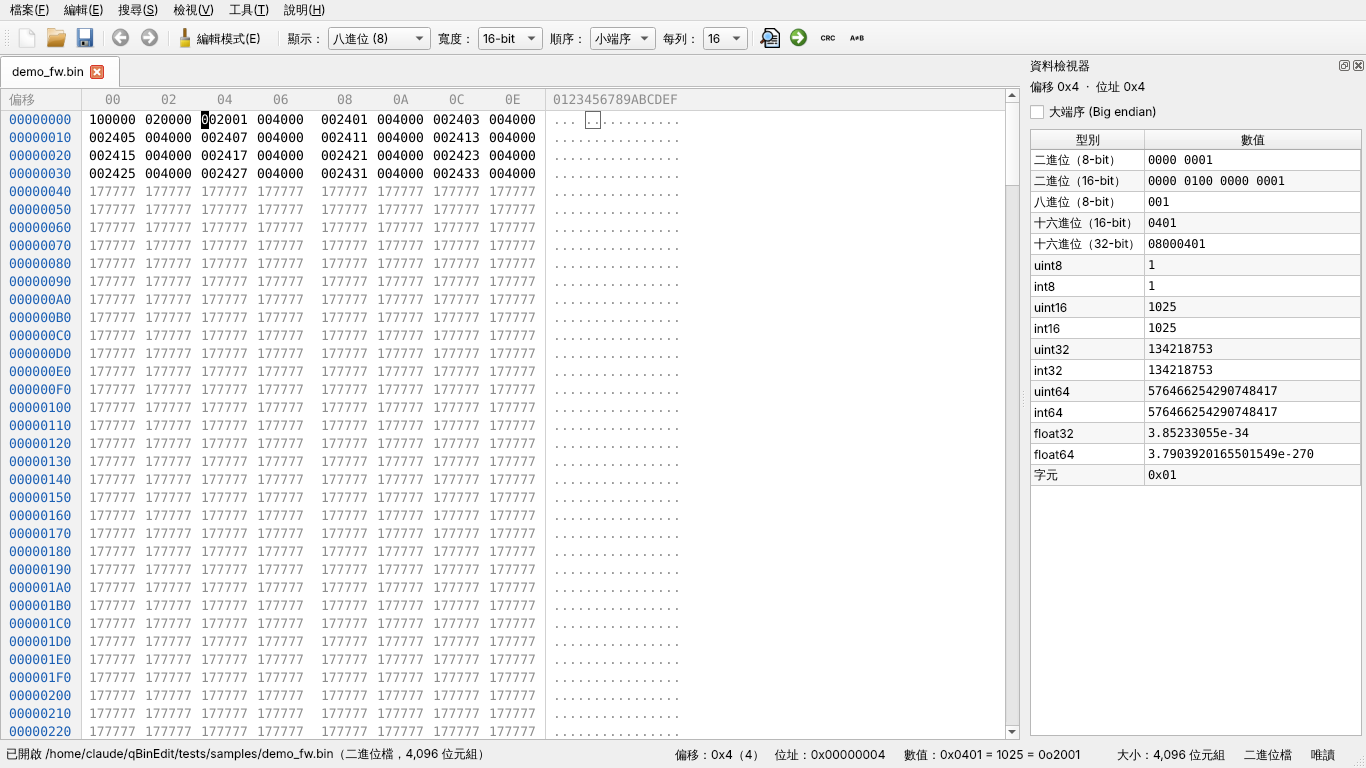 檔案(F) 編輯(E) 搜尋(S) 檢視(V) 工具(T) 說明(H)
編輯模式(E) 顯示： 八進位 (8) 寬度： 16-bit 順序： 小端序 每列： 16 CRC A≠B
demo_fw.bin
偏移 00 02 04 06 08 0A 0C 0E 0123456789ABCDEF
00000000 100000 020000 002001 004000 002401 004000 002403 004000 ... ............
00000010 002405 004000 002407 004000 002411 004000 002413 004000 ................
00000020 002415 004000 002417 004000 002421 004000 002423 004000 ................
00000030 002425 004000 002427 004000 002431 004000 002433 004000 ................
00000040 177777 177777 177777 177777 177777 177777 177777 177777 ................
00000050 177777 177777 177777 177777 177777 177777 177777 177777 ................
00000060 177777 177777 177777 177777 177777 177777 177777 177777 ................
00000070 177777 177777 177777 177777 177777 177777 177777 177777 ................
00000080 177777 177777 177777 177777 177777 177777 177777 177777 ................
00000090 177777 177777 177777 177777 177777 177777 177777 177777 ................
000000A0 177777 177777 177777 177777 177777 177777 177777 177777 ................
000000B0 177777 177777 177777 177777 177777 177777 177777 177777 ................
000000C0 177777 177777 177777 177777 177777 177777 177777 177777 ................
000000D0 177777 177777 177777 177777 177777 177777 177777 177777 ................
000000E0 177777 177777 177777 177777 177777 177777 177777 177777 ................
000000F0 177777 177777 177777 177777 177777 177777 177777 177777 ................
00000100 177777 177777 177777 177777 177777 177777 177777 177777 ................
00000110 177777 177777 177777 177777 177777 177777 177777 177777 ................
00000120 177777 177777 177777 177777 177777 177777 177777 177777 ................
00000130 177777 177777 177777 177777 177777 177777 177777 177777 ................
00000140 177777 177777 177777 177777 177777 177777 177777 177777 ................
00000150 177777 177777 177777 177777 177777 177777 177777 177777 ................
00000160 177777 177777 177777 177777 177777 177777 177777 177777 ................
00000170 177777 177777 177777 177777 177777 177777 177777 177777 ................
00000180 177777 177777 177777 177777 177777 177777 177777 177777 ................
00000190 177777 177777 177777 177777 177777 177777 177777 177777 ................
000001A0 177777 177777 177777 177777 177777 177777 177777 177777 ................
000001B0 177777 177777 177777 177777 177777 177777 177777 177777 ................
000001C0 177777 177777 177777 177777 177777 177777 177777 177777 ................
000001D0 177777 177777 177777 177777 177777 177777 177777 177777 ................
000001E0 177777 177777 177777 177777 177777 177777 177777 177777 ................
000001F0 177777 177777 177777 177777 177777 177777 177777 177777 ................
00000200 177777 177777 177777 177777 177777 177777 177777 177777 ................
00000210 177777 177777 177777 177777 177777 177777 177777 177777 ................
00000220 177777 177777 177777 177777 177777 177777 177777 177777 ................
資料檢視器
偏移 0x4 · 位址 0x4
大端序 (Big endian)
型別 數值
二進位（8-bit） 0000 0001
二進位（16-bit） 0000 0100 0000 0001
八進位（8-bit） 001
十六進位（16-bit） 0401
十六進位（32-bit） 08000401
uint8 1
int8 1
uint16 1025
int16 1025
uint32 134218753
int32 134218753
uint64 576466254290748417
int64 576466254290748417
float32 3.85233055e-34
float64 3.7903920165501549e-270
字元 0x01
已開啟 /home/claude/qBinEdit/tests/samples/demo_fw.bin（二進位檔，4,096 位元組） 偏移：0x4（4） 位址：0x00000004 數值：0x0401 = 1025 = 0o2001 大小：4,096 位元組 二進位檔 唯讀